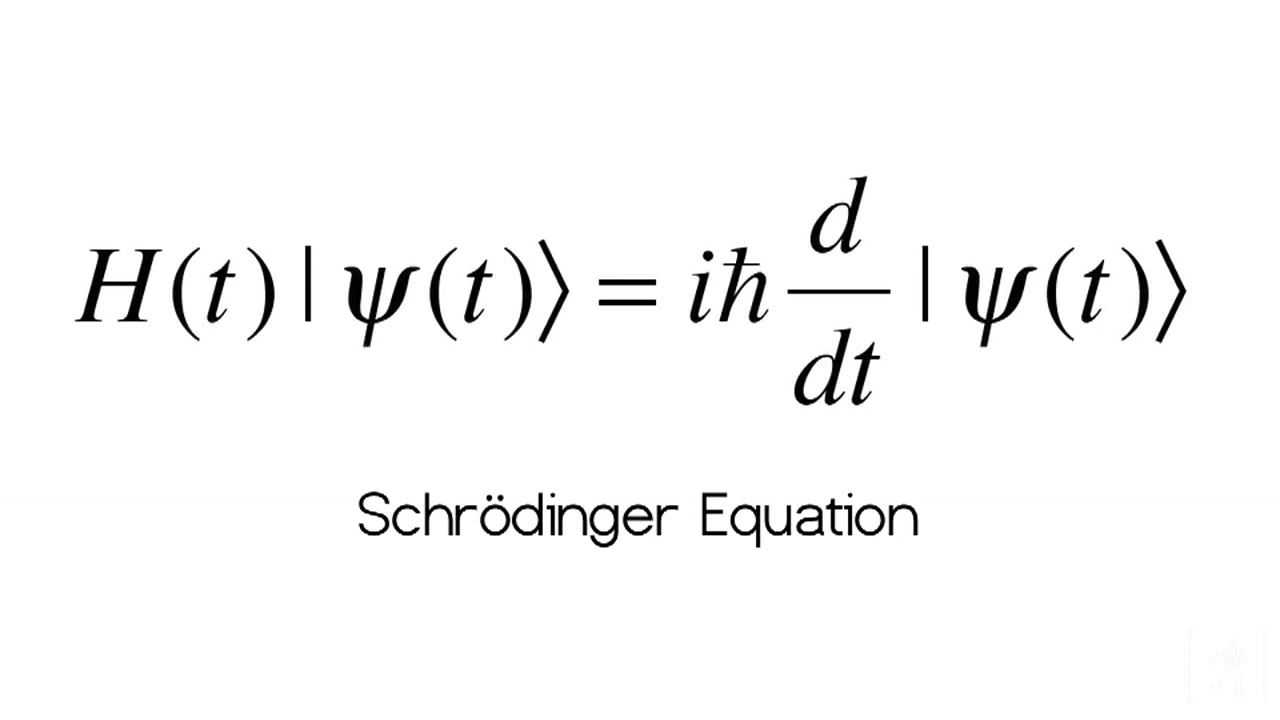 H(t) | ψ(t)⟩ = iħ d/dt | ψ(t)⟩
Schrödinger Equation